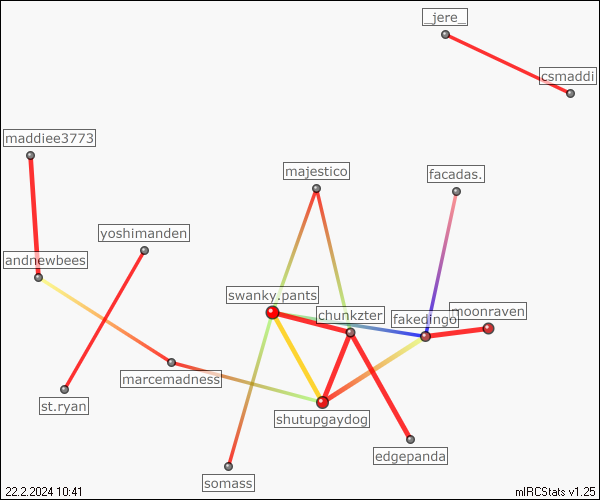 _jere_
csmaddi
maddiee3773
majestico
facadas.
yoshimanden
andnewbees
swanky.pants
chunkzter
fakedingo
moonraven
marcemadness
st.ryan
shutupgaydog
edgepanda
somass
22.2.2024 10:41
mIRCStats v1.25